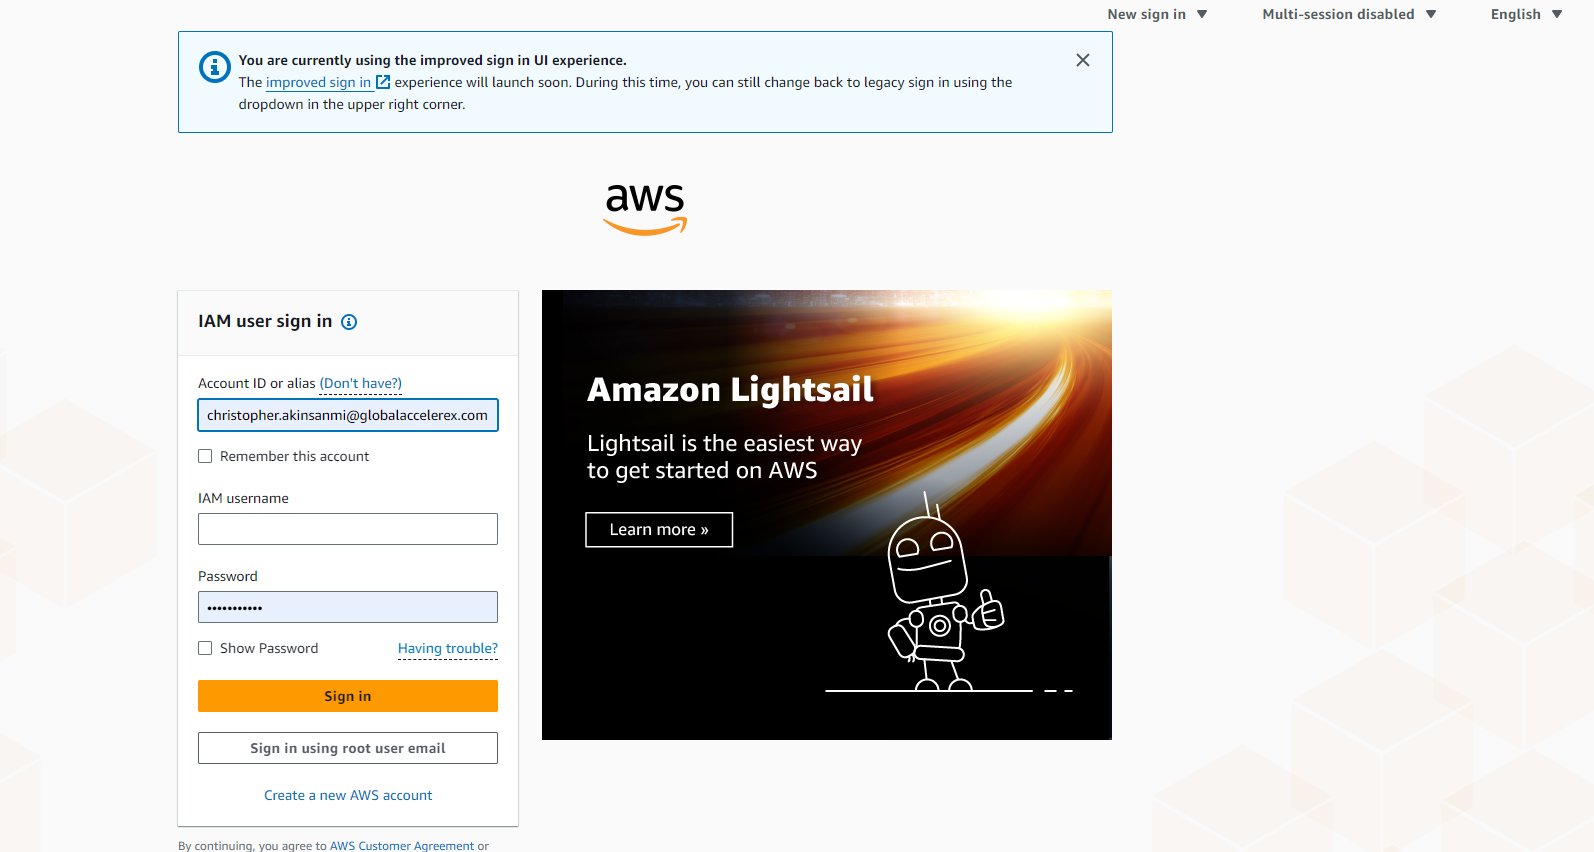 New sign in
Multi-session disabled
English
You are currently using the improved sign in UI experience.
The improved sign in experience will launch soon. During this time, you can still change back to legacy sign in using the
dropdown in the upper right corner.
aws
IAM user sign in
Account ID or alias (Don't have?)
christopher.akinsanmi@globalaccelerex.com
Remember this account
IAM username
Password
•••••••••••
Show Password
Having trouble?
Sign in
Sign in using root user email
Create a new AWS account
By continuing, you agree to AWS Customer Agreement or
Amazon Lightsail
Lightsail is the easiest way
to get started on AWS
Learn more »